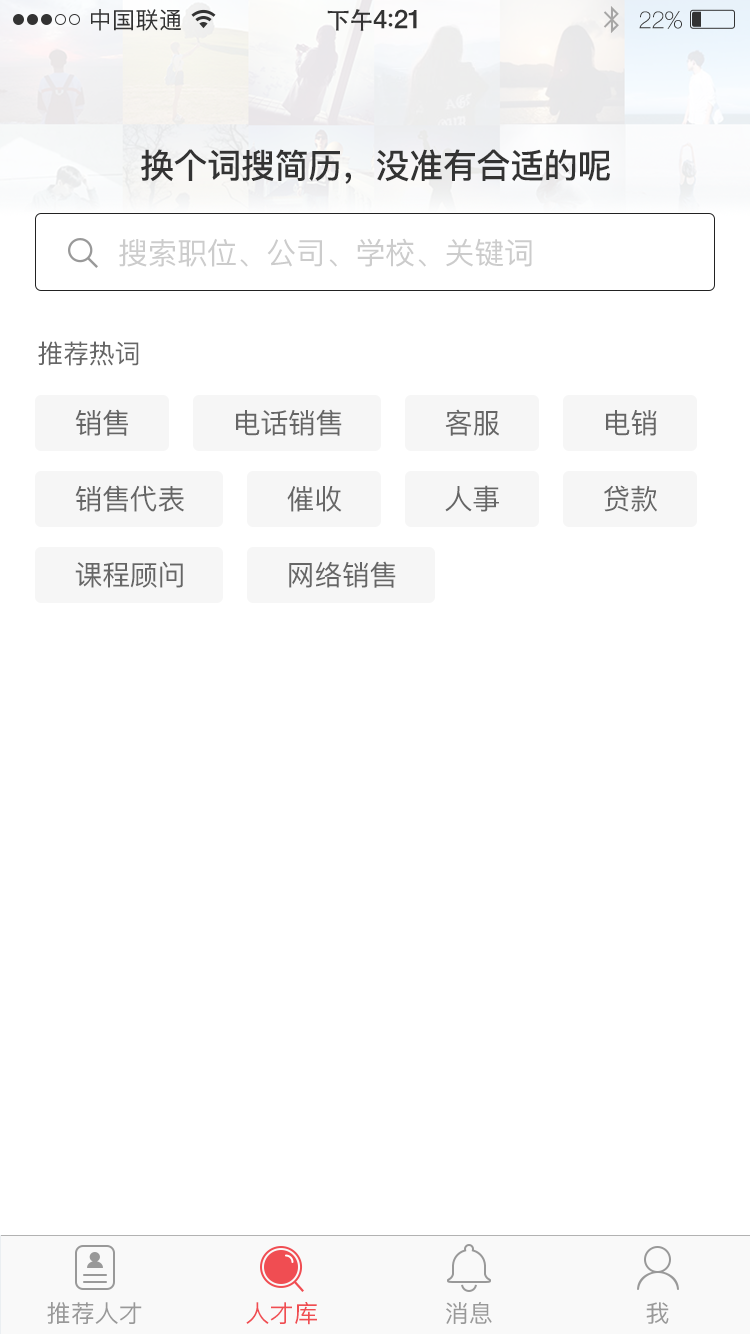 中国联通 下午4:21 22%
换个词搜简历，没准有合适的呢
搜索职位、公司、学校、关键词
推荐热词
销售 电话销售 客服 电销
销售代表 催收 人事 贷款
课程顾问 网络销售
推荐人才 人才库 消息 我